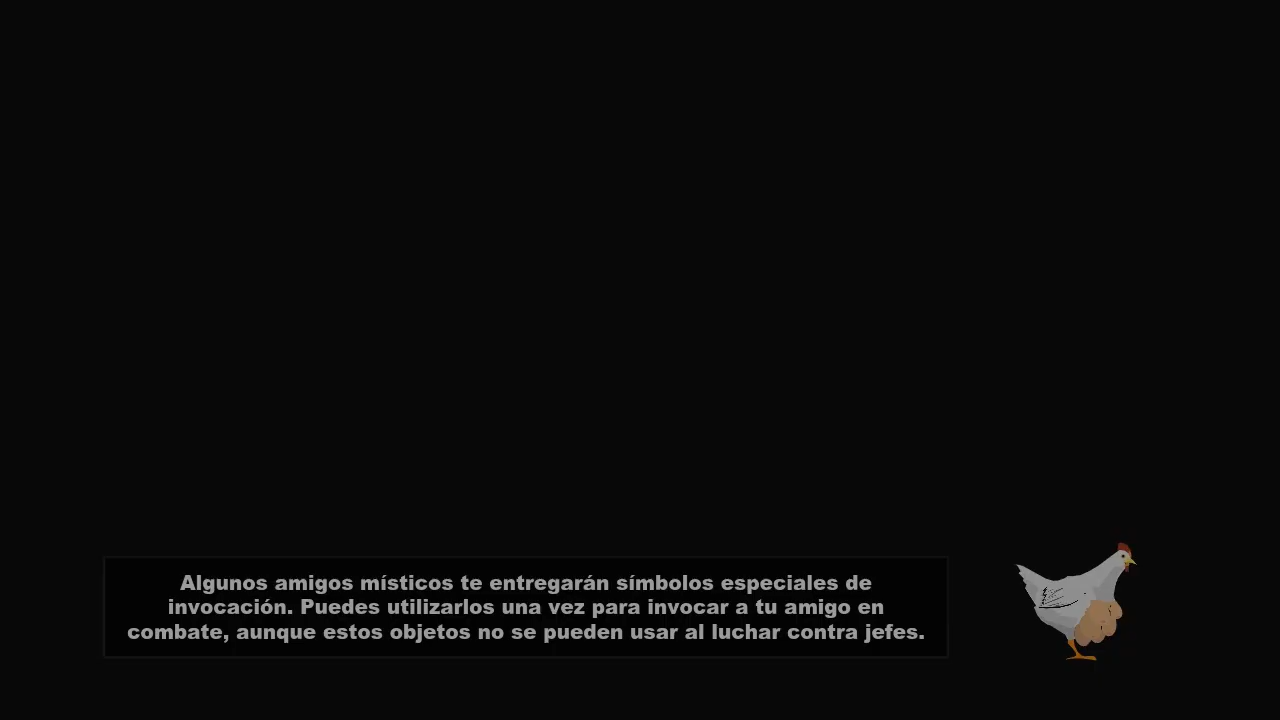 Algunos amigos místicos te entregarán símbolos especiales de
invocación. Puedes utilizarlos una vez para invocar a tu amigo en
combate, aunque estos objetos no se pueden usar al luchar contra jefes.